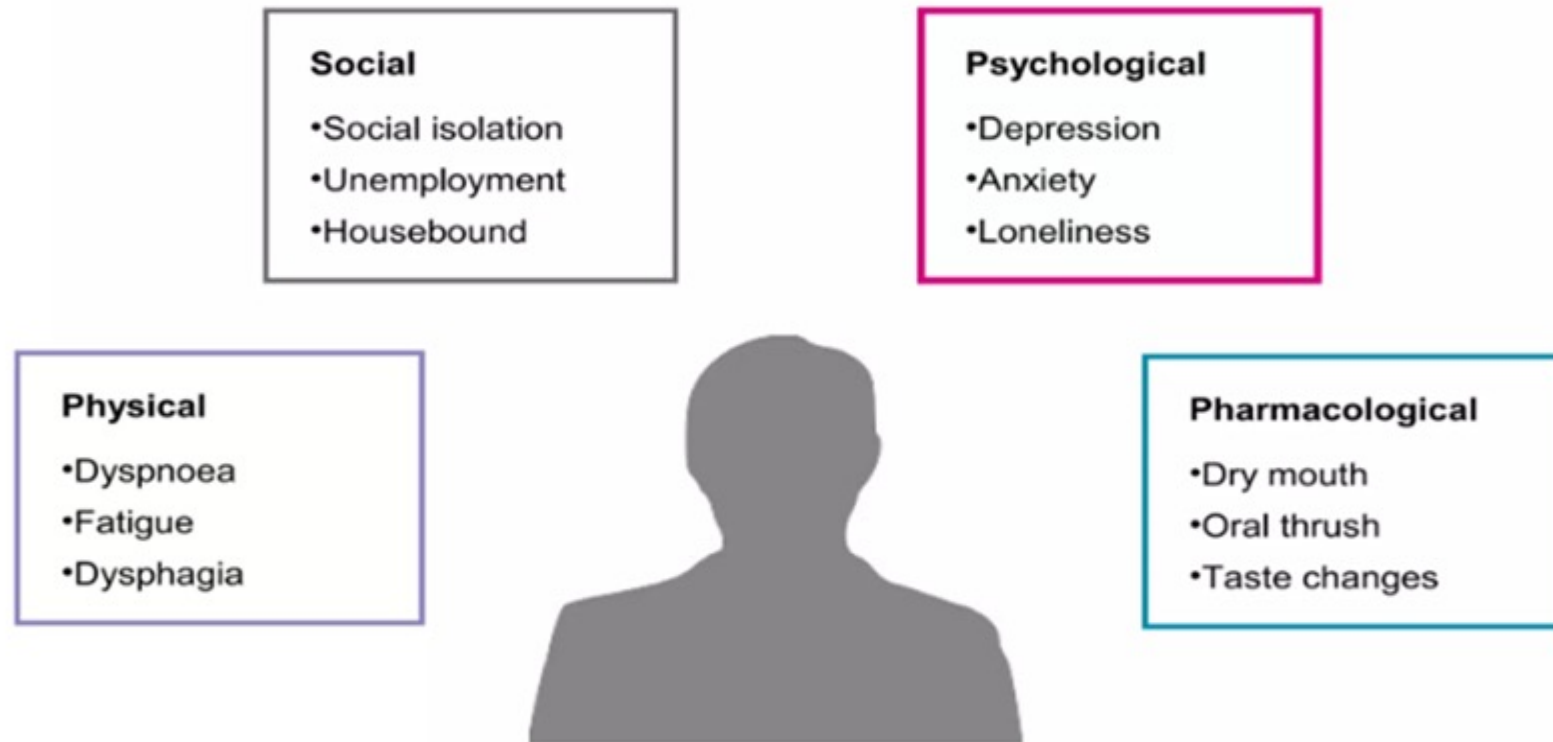 Social
•Social isolation
•Unemployment
•Housebound
Psychological
•Depression
•Anxiety
•Loneliness
Physical
•Dyspnoea
•Fatigue
•Dysphagia
Pharmacological
•Dry mouth
•Oral thrush
•Taste changes